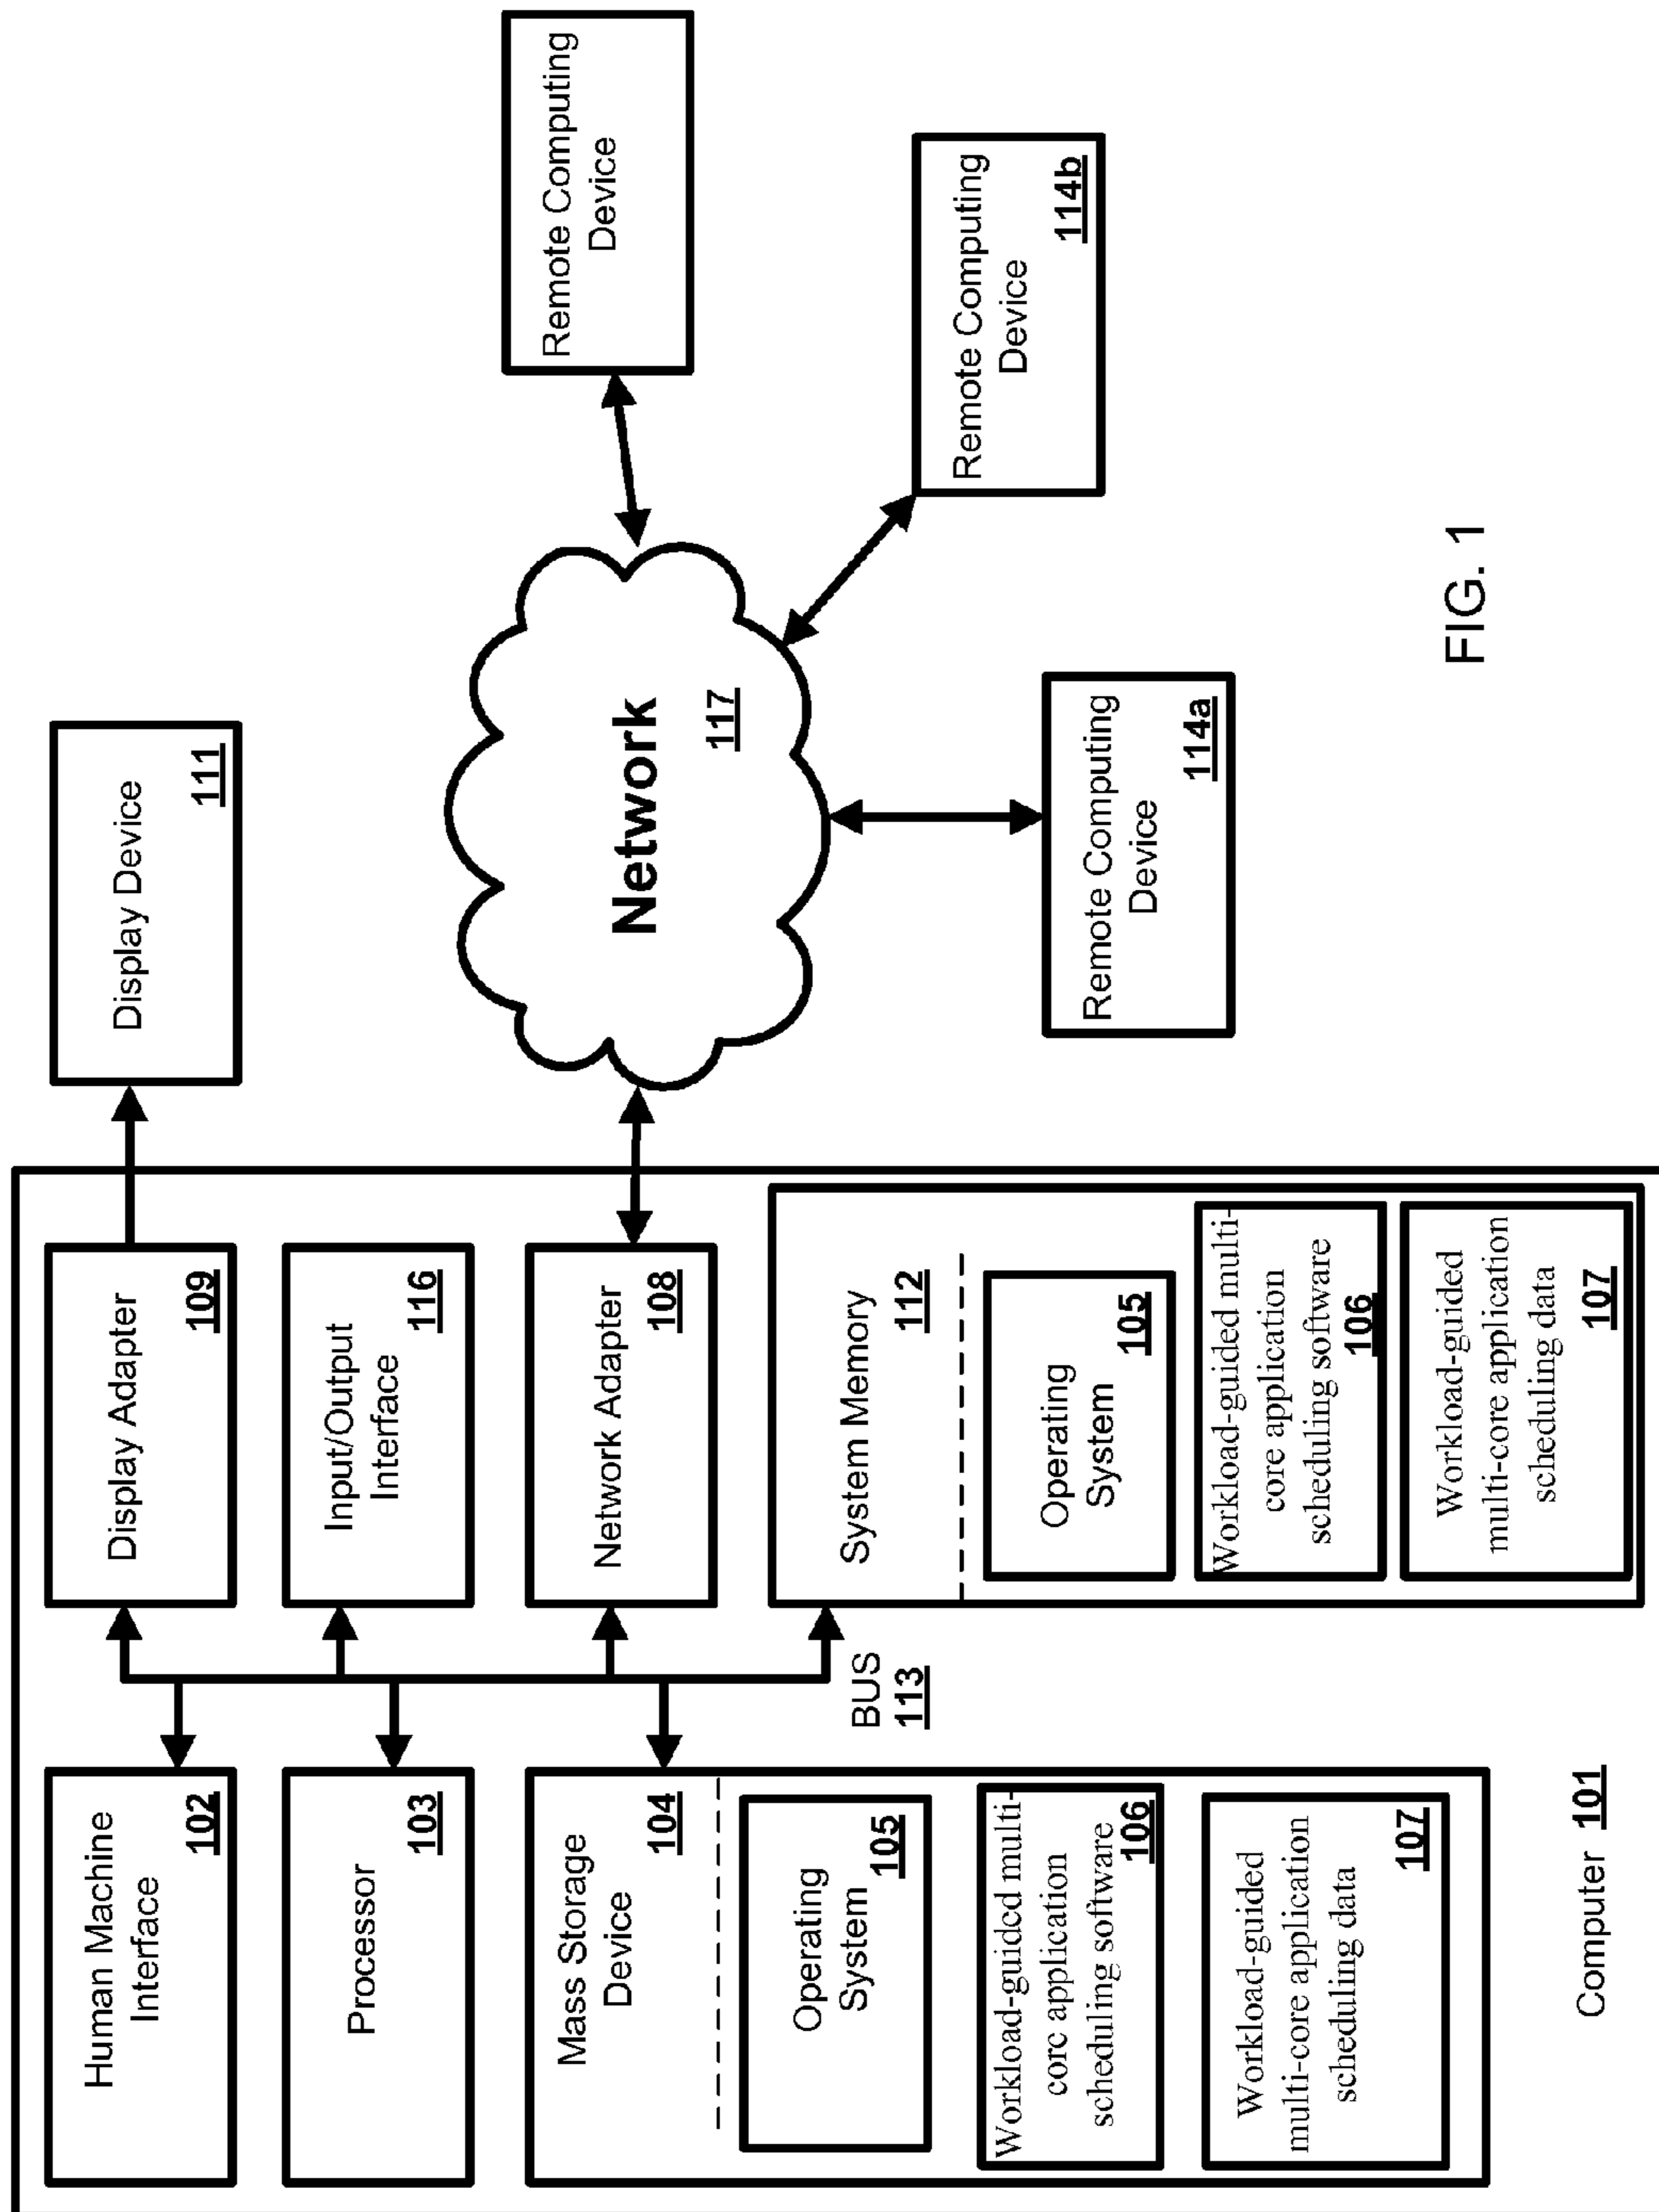 Human Machine
Interface
102
Processor
103
Mass Storage
Device
104
Operating
System
105
Workload-guided multi-
core application
scheduling software
106
Workload-guided
multi-core application
scheduling data
107
Computer 101
BUS
113
Display Adapter
109
Input/Output
Interface
116
Network Adapter
108
System Memory
112
Operating
System
105
Workload-guided multi-
core application
scheduling software
106
Workload-guided
multi-core application
scheduling data
107
Display Device
111
Network
117
Remote Computing
Device
114a
Remote Computing
Device
114b
Remote Computing
Device
FIG. 1